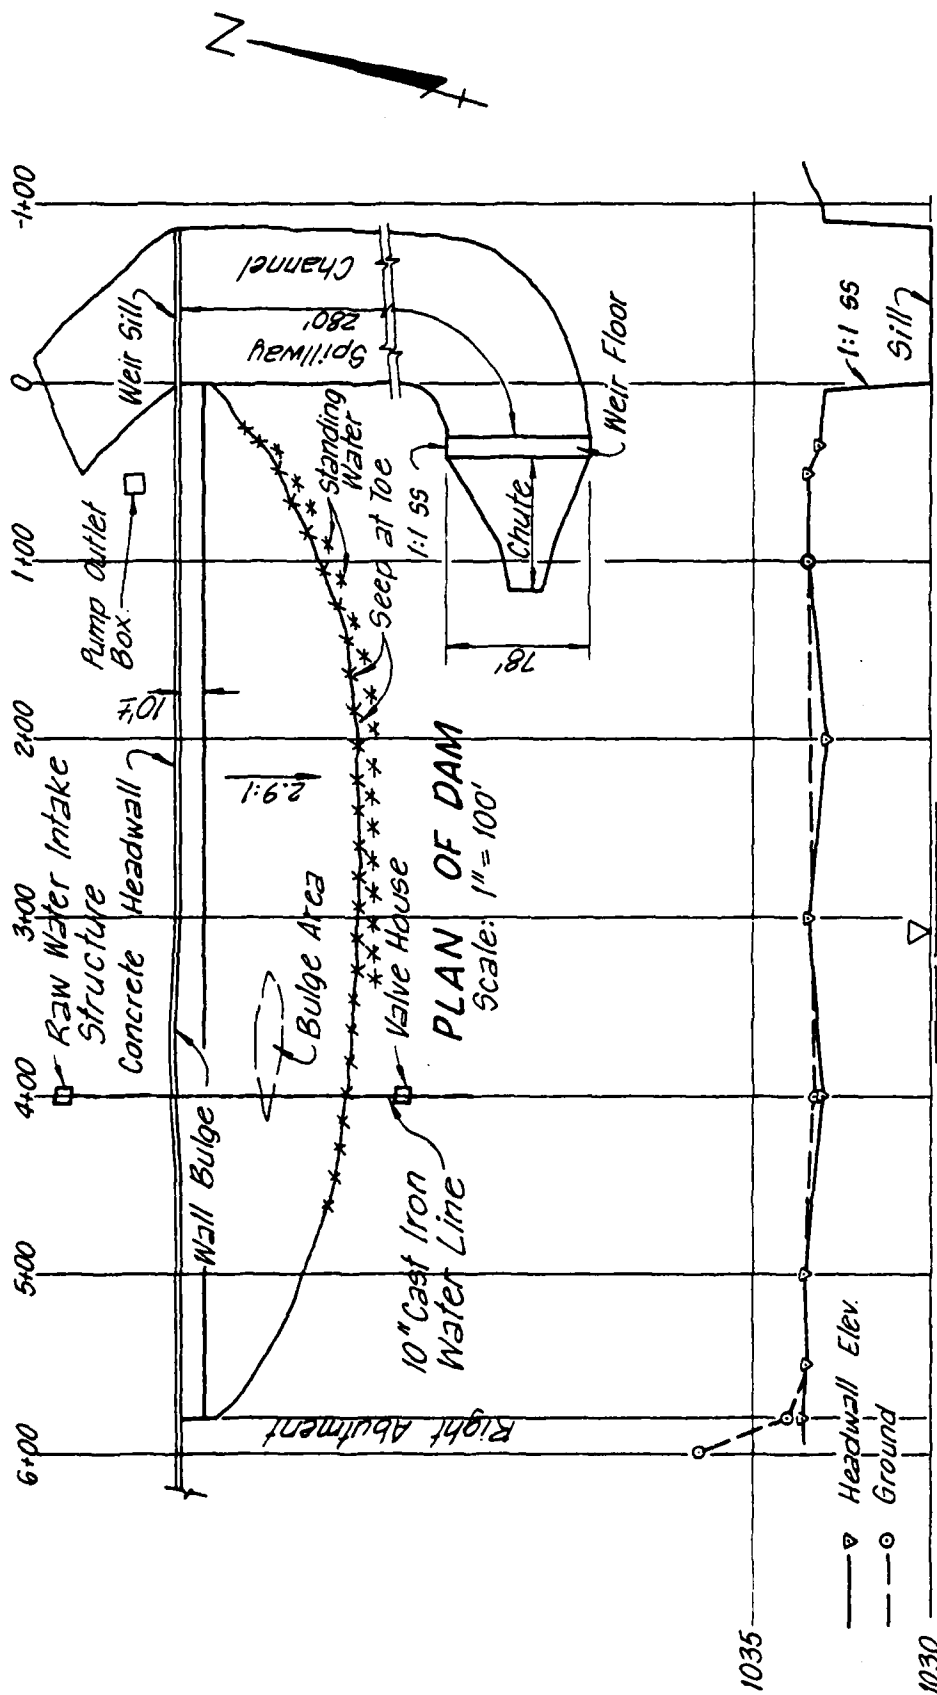 N
6+00
5+00
4+00
3+00
2+00
1+00
0
-1+00
Raw Water Intake
Structure
Concrete Headwall
Pump Outlet
Box
Weir Sill
10'±
Wall Bulge
2.9:1
Bulge Area
Standing
Water
Seep at Toe
Spillway
Channel
280'
Valve House
10" Cast Iron
Water Line
1:1 SS
Chute
Weir Floor
78'
Right Abutment
PLAN OF DAM
Scale: 1" = 100'
1035
1030
1:1 SS
Sill
Headwall Elev.
Ground